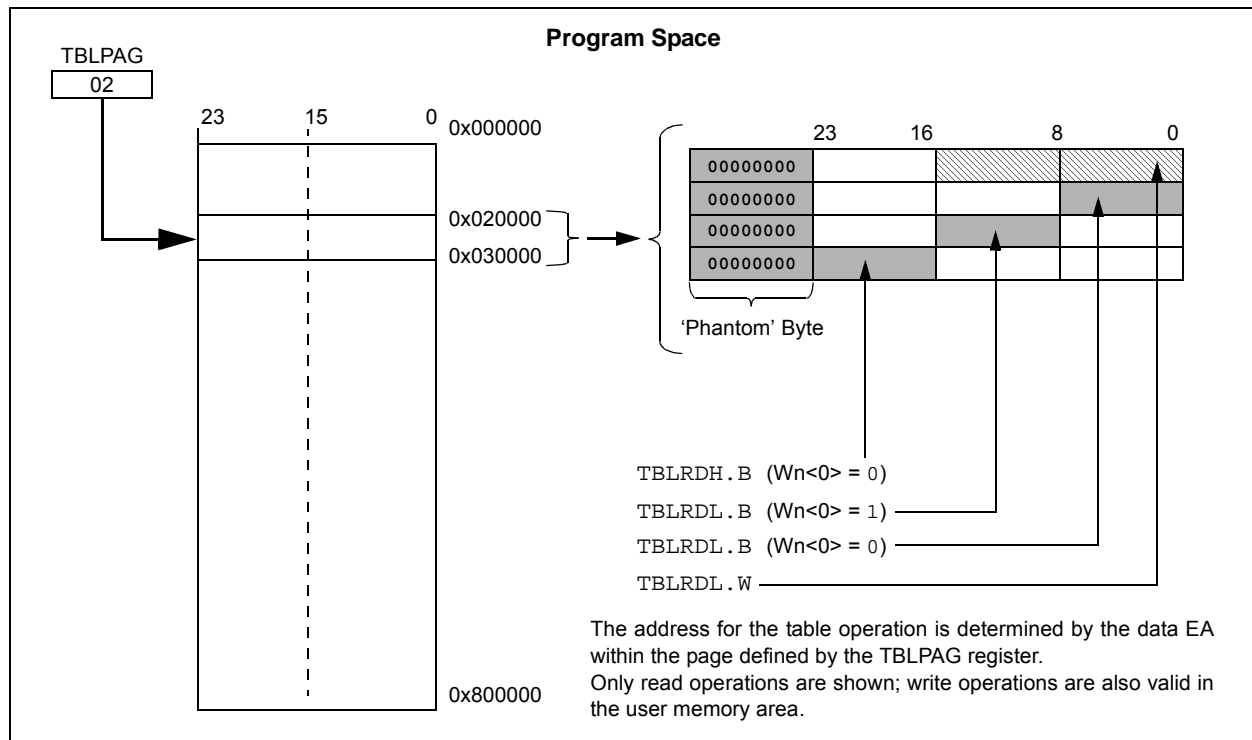 Program Space
TBLPAG
02
23 15 0
0x000000
0x020000
0x030000
0x800000
23 16 8 0
00000000
00000000
00000000
00000000
‘Phantom’ Byte
TBLRDH.B (Wn<0> = 0)
TBLRDL.B (Wn<0> = 1)
TBLRDL.B (Wn<0> = 0)
TBLRDL.W
The address for the table operation is determined by the data EA
within the page defined by the TBLPAG register.
Only read operations are shown; write operations are also valid in
the user memory area.